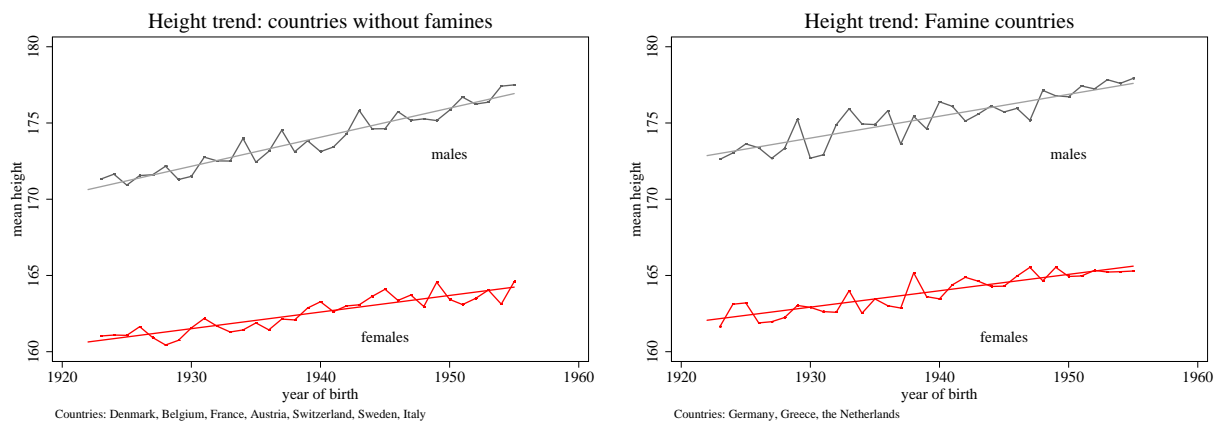 Height trend: countries without famines
mean height
180
175
170
165
160
males
females
1920
1930
1940
1950
1960
year of birth
Countries: Denmark, Belgium, France, Austria, Switzerland, Sweden, Italy
Height trend: Famine countries
mean height
180
175
170
165
160
males
females
1920
1930
1940
1950
1960
year of birth
Countries: Germany, Greece, the Netherlands